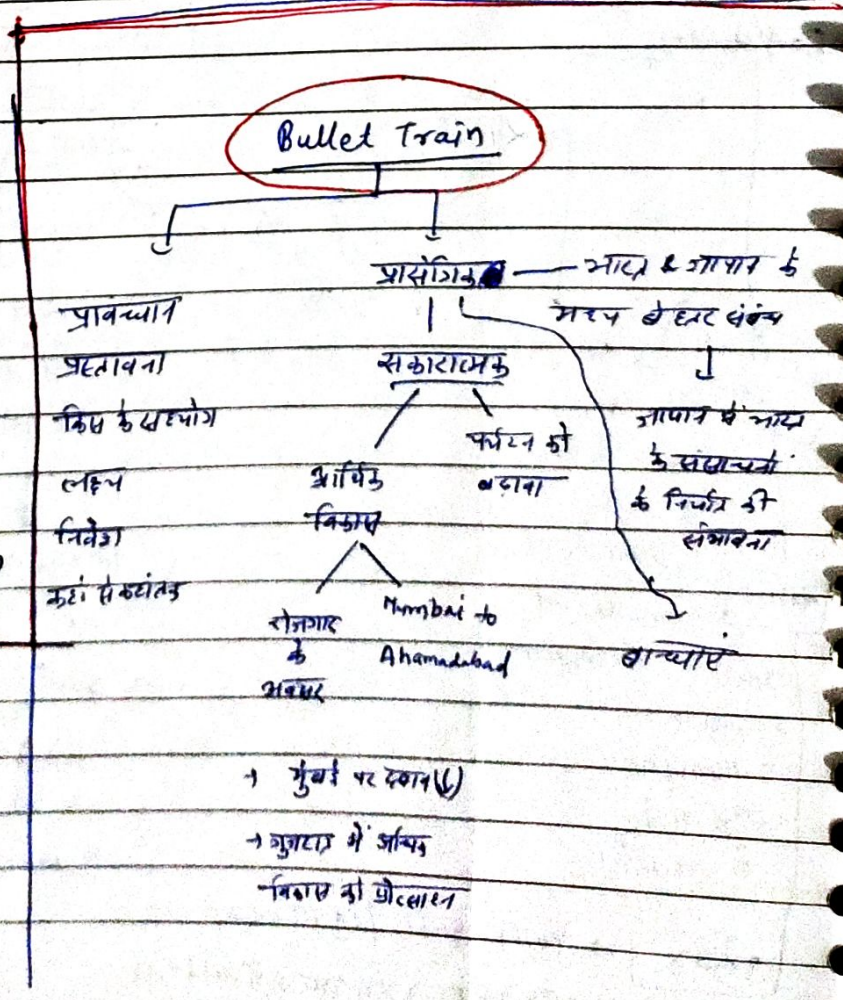 Bullet Train
प्रावधान
प्रस्तावना
किस के सहयोग
लक्ष्य
निवेश
कहां से कहां तक
प्रासंगिक
सकारात्मक
आर्थिक
विकास
पर्यटन को
बढ़ावा
रोजगार
के
अवसर
Mumbai to
Ahamadabad
→ मुंबई पर दबाव (↓)
→ गुजरात में आर्थिक
विकास को प्रोत्साहन
भारत & जापान के
मध्य बेहतर संबंध
जापान से भारत
के संसाधनों
के निर्यात की
संभावना
बाधाएं